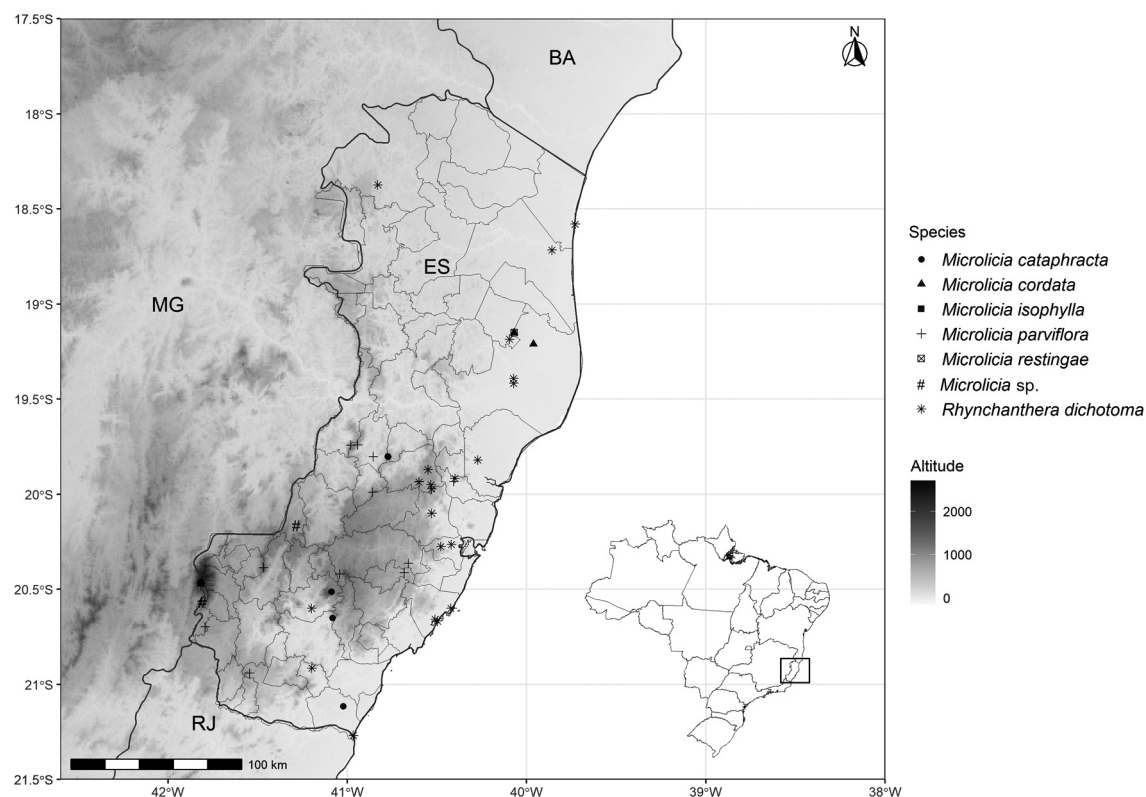 17.5°S
18°S
18.5°S
19°S
19.5°S
20°S
20.5°S
21°S
21.5°S
BA
N
ES
MG
RJ
100 km
42°W
41°W
40°W
39°W
38°W
Species
Microlicia cataphracta
Microlicia cordata
Microlicia isophylla
Microlicia parviflora
Microlicia restingae
# Microlicia sp.
Rhynchanthera dichotoma
Altitude
2000
1000
0